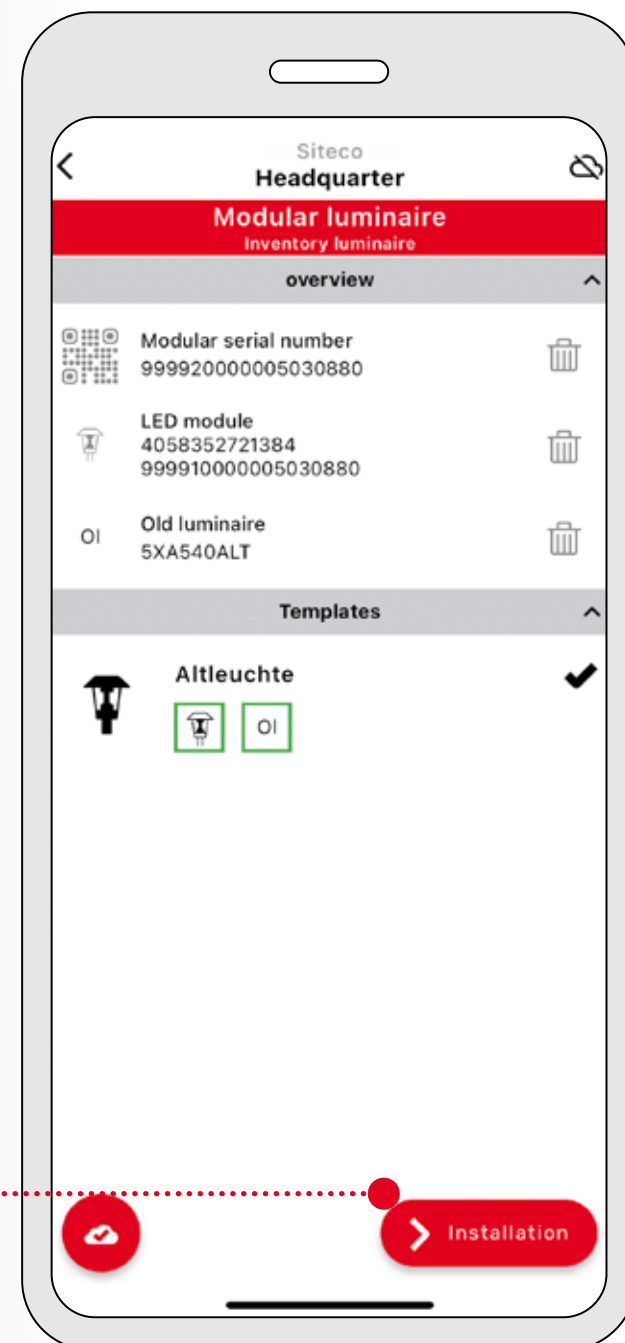 Siteco
Headquarter
Modular luminaire
Inventory luminaire
overview
Modular serial number
999920000005030880
LED module
4058352721384
999910000005030880
OI
Old luminaire
5XA540ALT
Templates
Altleuchte
OI
Installation